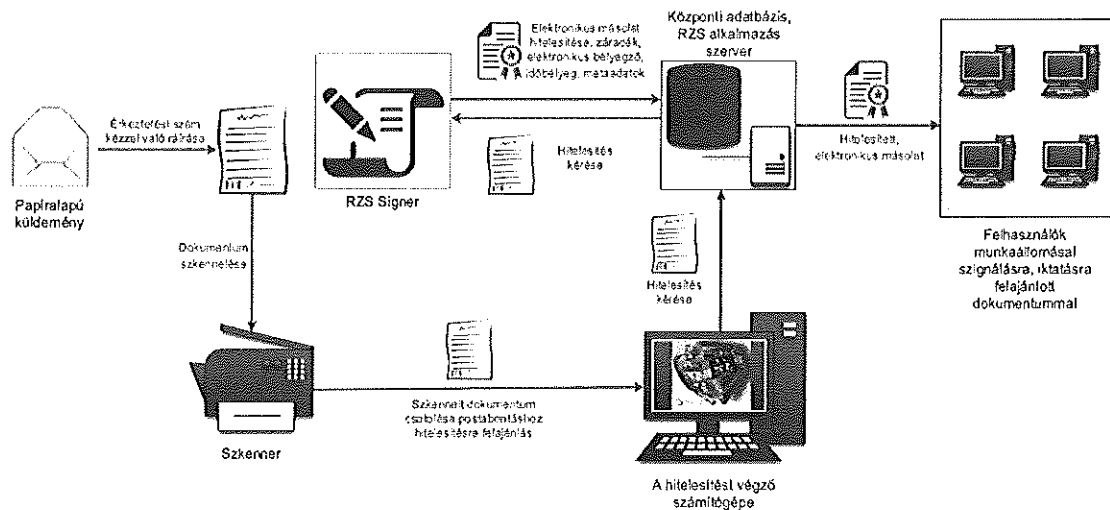 Elektronikus másolat
hitelesítése, záradék,
elektronikus bélyegző,
időbélyeg, metaadatok
Központi adatbázis,
RZS alkalmazás
szerver
Érkeztetési szám
kézzel való ráírása
Papíralapú
küldemény
RZS Signer
Hitelesítés
kérése
Hitelesített,
elektronikus másolat
Dokumentum
szkennelése
Hitelesítés
kérése
Felhasználók
munkaállomásai
szignálásra, iktatásra
felajánlott
dokumentummal
Szkenner
Szkennelt dokumentum
csatolása postabontáshoz
hitelesítésre felajánlás
A hitelesítést végző
számítógépe